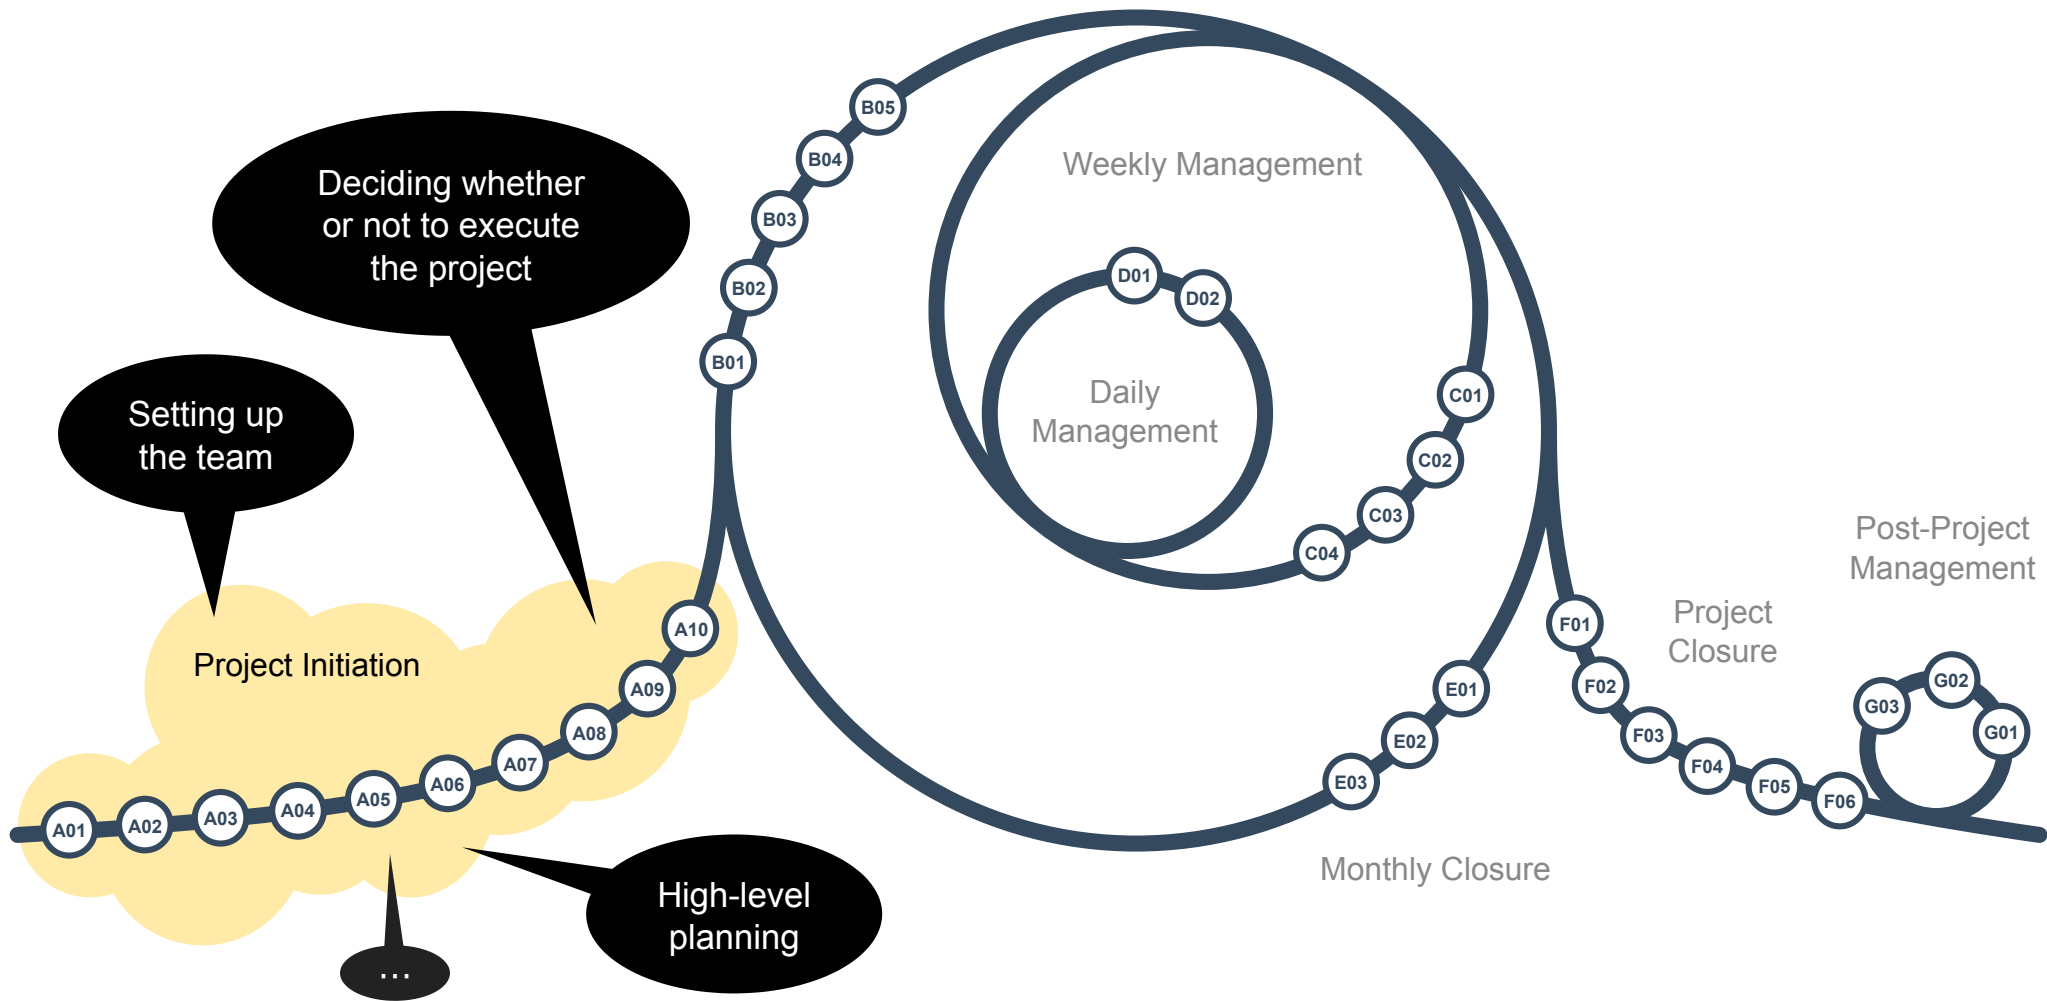 Deciding whether
or not to execute
the project
Setting up
the team
Project Initiation
High-level
planning
...
A01
A02
A03
A04
A05
A06
A07
A08
A09
A10
B01
B02
B03
B04
B05
Weekly Management
D01
D02
Daily
Management
C01
C02
C03
C04
E01
E02
E03
Monthly Closure
F01
F02
F03
F04
F05
F06
Project
Closure
Post-Project
Management
G01
G02
G03